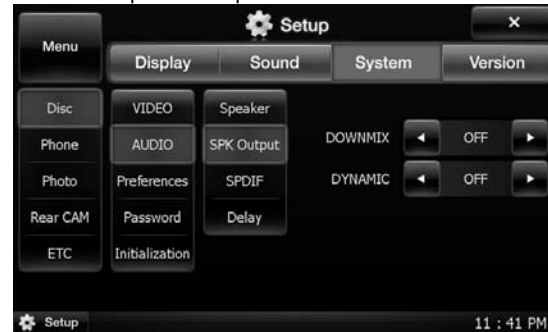 Setup
Menu
Display Sound System Version
Disc VIDEO Speaker
Phone AUDIO SPK Output DOWNMIX OFF
Photo Preferences SPDIF DYNAMIC OFF
Rear CAM Password Delay
ETC Initialization
Setup 11 : 41 PM